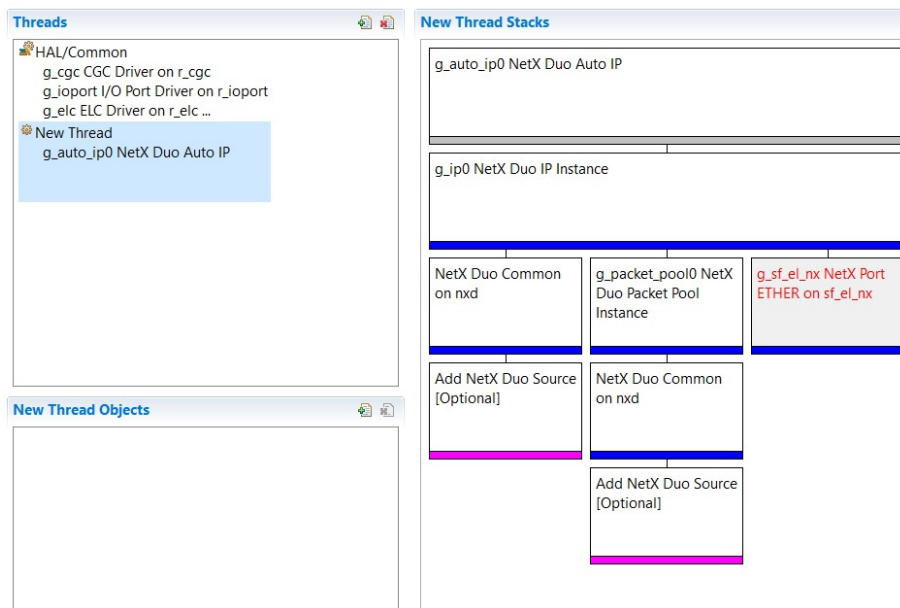 Threads
HAL/Common
g_cgc CGC Driver on r_cgc
g_ioport I/O Port Driver on r_ioport
g_elc ELC Driver on r_elc ...
New Thread
g_auto_ip0 NetX Duo Auto IP
New Thread Objects
New Thread Stacks
g_auto_ip0 NetX Duo Auto IP
g_ip0 NetX Duo IP Instance
NetX Duo Common
on nxd
g_packet_pool0 NetX
Duo Packet Pool
Instance
g_sf_el_nx NetX Port
ETHER on sf_el_nx
Add NetX Duo Source
[Optional]
NetX Duo Common
on nxd
Add NetX Duo Source
[Optional]